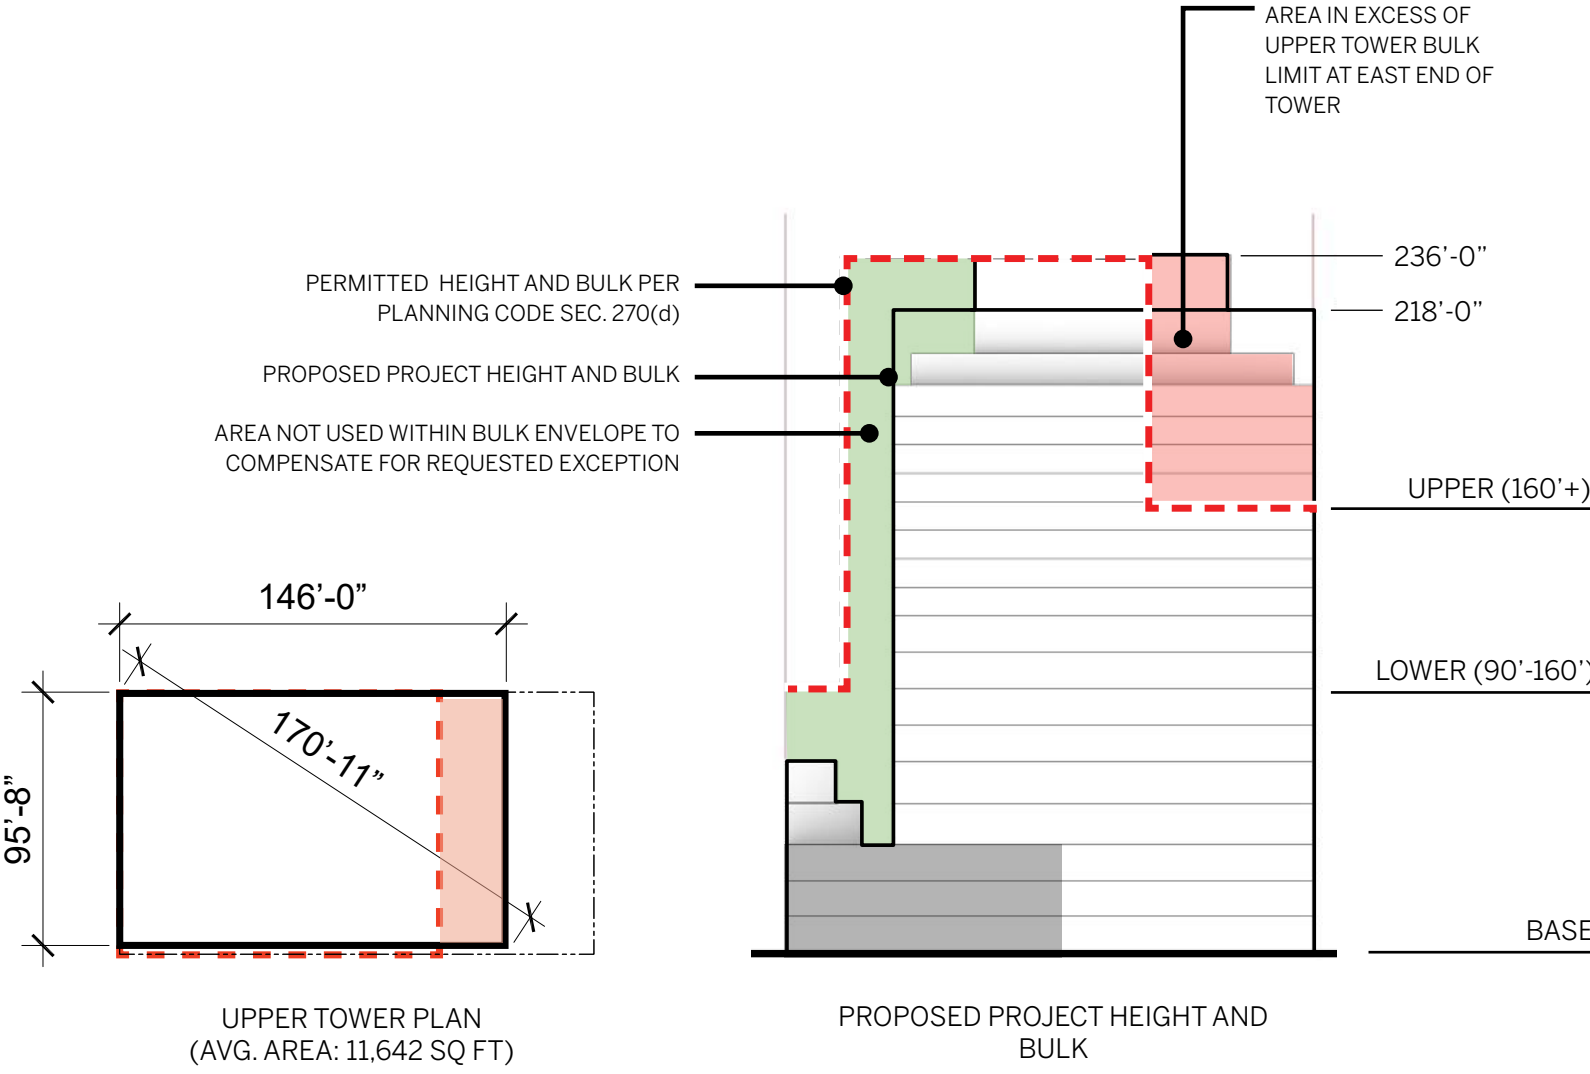 AREA IN EXCESS OF
UPPER TOWER BULK
LIMIT AT EAST END OF
TOWER
PERMITTED HEIGHT AND BULK PER
PLANNING CODE SEC. 270(d)
PROPOSED PROJECT HEIGHT AND BULK
AREA NOT USED WITHIN BULK ENVELOPE TO
COMPENSATE FOR REQUESTED EXCEPTION
236’-0”
218’-0”
UPPER (160’+)
LOWER (90’-160’)
BASE
146’-0”
170’-11”
95’-8”
UPPER TOWER PLAN
(AVG. AREA: 11,642 SQ FT)
PROPOSED PROJECT HEIGHT AND
BULK